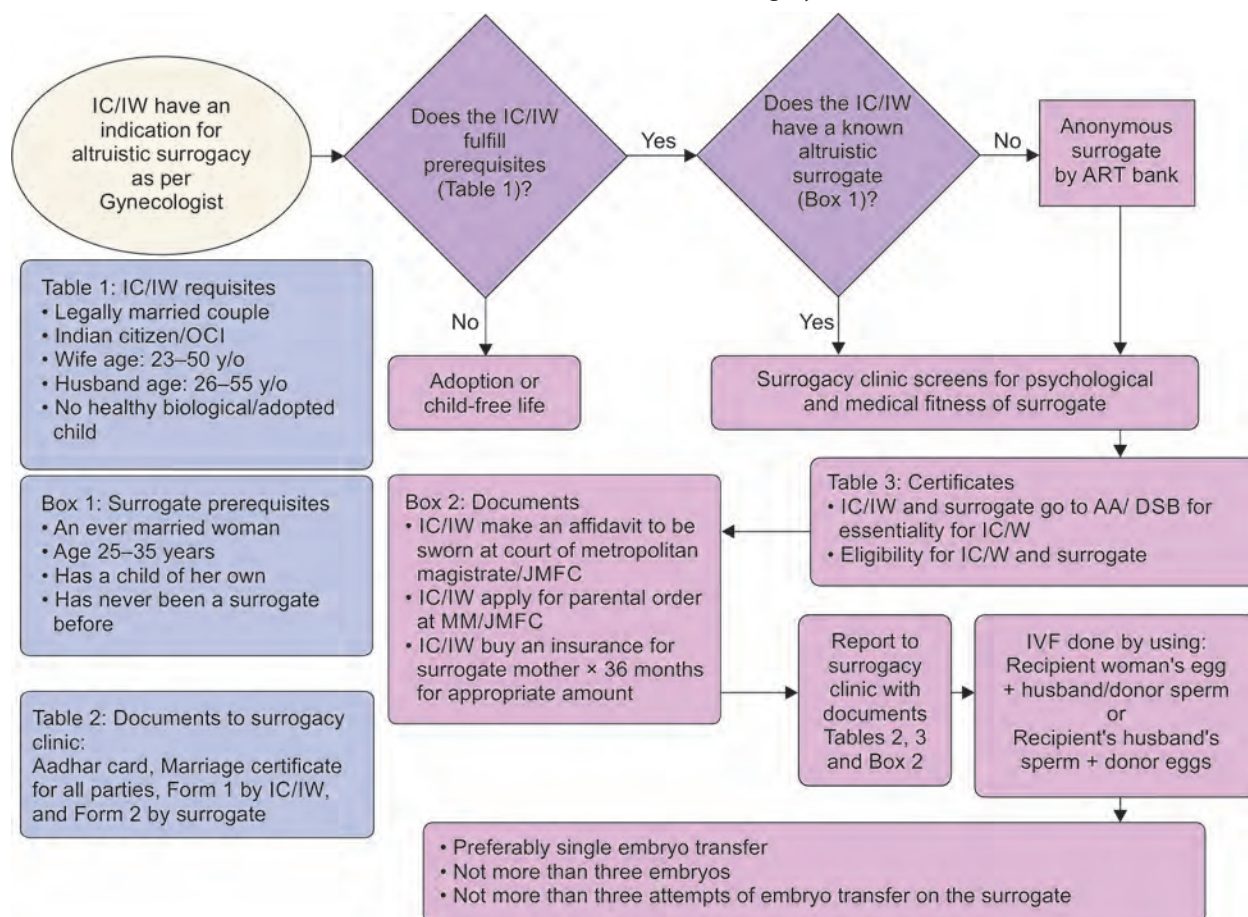 IC/IW have an
indication for
altruistic surrogacy
as per
Gynecologist
Does the IC/IW
fulfill
prerequisites
(Table 1)?
Yes
Does the IC/IW
have a known
altruistic
surrogate
(Box 1)?
No
Anonymous
surrogate
by ART bank
No
Yes
Adoption or
child-free life
Surrogacy clinic screens for psychological
and medical fitness of surrogate
Table 1: IC/IW requisites
• Legally married couple
• Indian citizen/OCI
• Wife age: 23–50 y/o
• Husband age: 26–55 y/o
• No healthy biological/adopted
child
Box 1: Surrogate prerequisites
• An ever married woman
• Age 25–35 years
• Has a child of her own
• Has never been a surrogate
before
Table 2: Documents to surrogacy
clinic:
Aadhar card, Marriage certificate
for all parties, Form 1 by IC/IW,
and Form 2 by surrogate
Table 3: Certificates
• IC/IW and surrogate go to AA/ DSB for
essentiality for IC/W
• Eligibility for IC/W and surrogate
Box 2: Documents
• IC/IW make an affidavit to be
sworn at court of metropolitan
magistrate/JMFC
• IC/IW apply for parental order
at MM/JMFC
• IC/IW buy an insurance for
surrogate mother × 36 months
for appropriate amount
Report to
surrogacy
clinic with
documents
Tables 2, 3
and Box 2
IVF done by using:
Recipient woman's egg
+ husband/donor sperm
or
Recipient's husband's
sperm + donor eggs
• Preferably single embryo transfer
• Not more than three embryos
• Not more than three attempts of embryo transfer on the surrogate